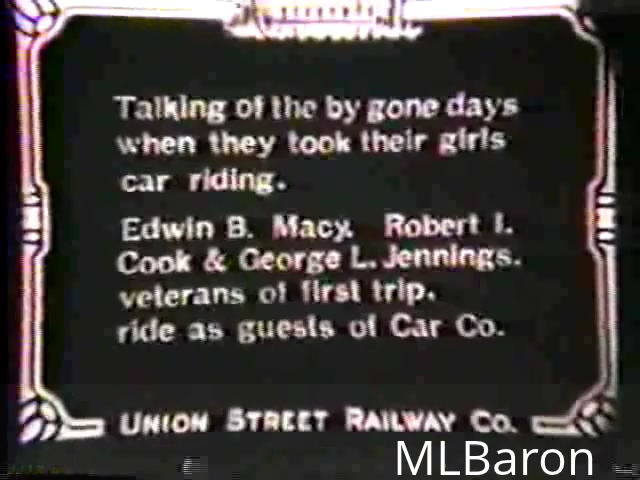 Talking of the by gone days
when they took their girls
car riding.
Edwin B. Macy. Robert I.
Cook & George L. Jennings.
veterans of first trip.
ride as guests of Car Co.
UNION STREET RAILWAY CO.
MLBaron